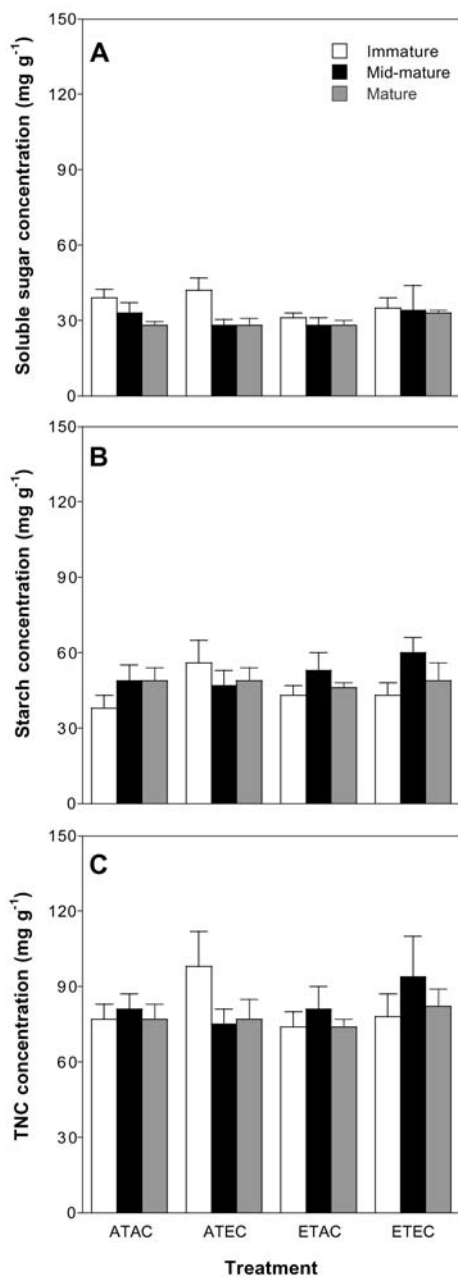 A
Immature
Mid-mature
Mature
Soluble sugar concentration (mg g⁻¹)
150
120
90
60
30
0
B
Starch concentration (mg g⁻¹)
150
120
90
60
30
0
C
TNC concentration (mg g⁻¹)
150
120
90
60
30
0
ATAC ATEC ETAC ETEC
Treatment